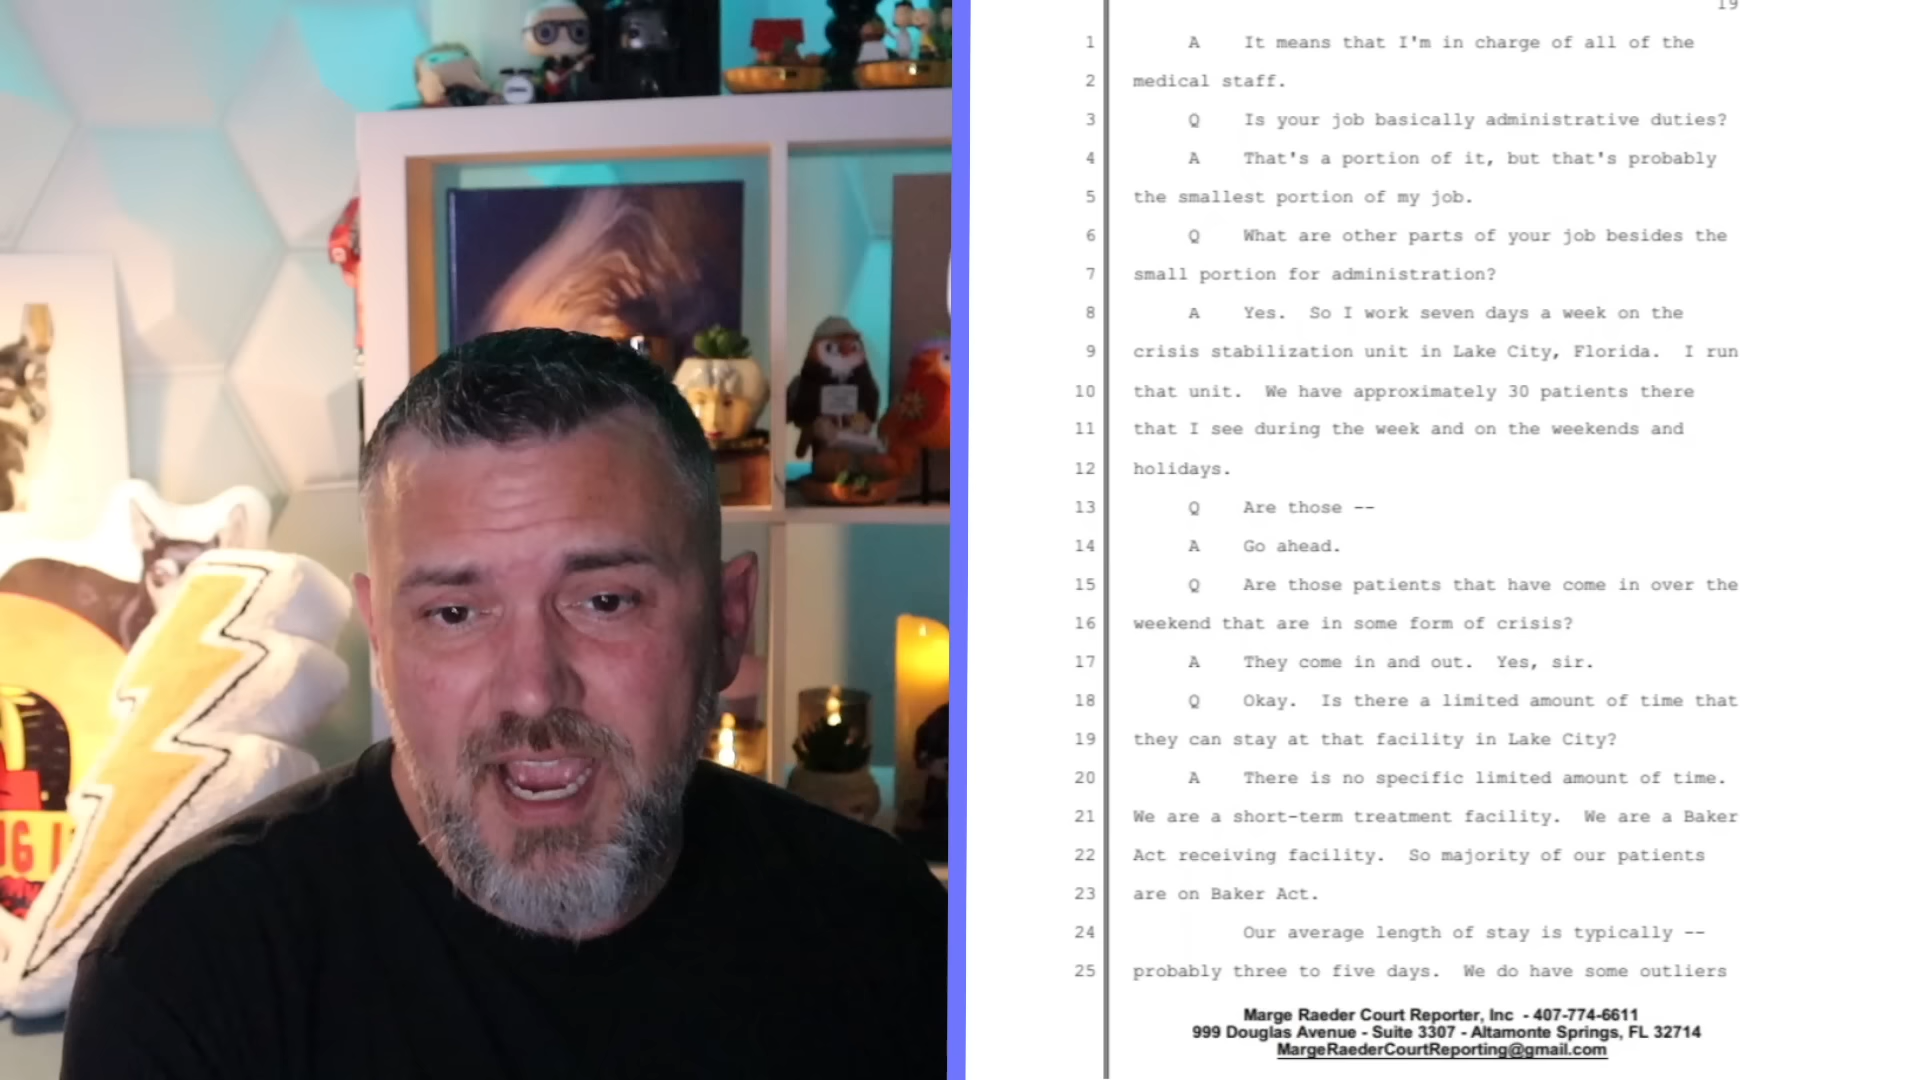 19
1 A It means that I'm in charge of all of the
2 medical staff.
3 Q Is your job basically administrative duties?
4 A That's a portion of it, but that's probably
5 the smallest portion of my job.
6 Q What are other parts of your job besides the
7 small portion for administration?
8 A Yes. So I work seven days a week on the
9 crisis stabilization unit in Lake City, Florida. I run
10 that unit. We have approximately 30 patients there
11 that I see during the week and on the weekends and
12 holidays.
13 Q Are those --
14 A Go ahead.
15 Q Are those patients that have come in over the
16 weekend that are in some form of crisis?
17 A They come in and out. Yes, sir.
18 Q Okay. Is there a limited amount of time that
19 they can stay at that facility in Lake City?
20 A There is no specific limited amount of time.
21 We are a short-term treatment facility. We are a Baker
22 Act receiving facility. So majority of our patients
23 are on Baker Act.
24 Our average length of stay is typically --
25 probably three to five days. We do have some outliers
Marge Raeder Court Reporter, Inc - 407-774-6611
999 Douglas Avenue - Suite 3307 - Altamonte Springs, FL 32714
MargeRaederCourtReporting@gmail.com